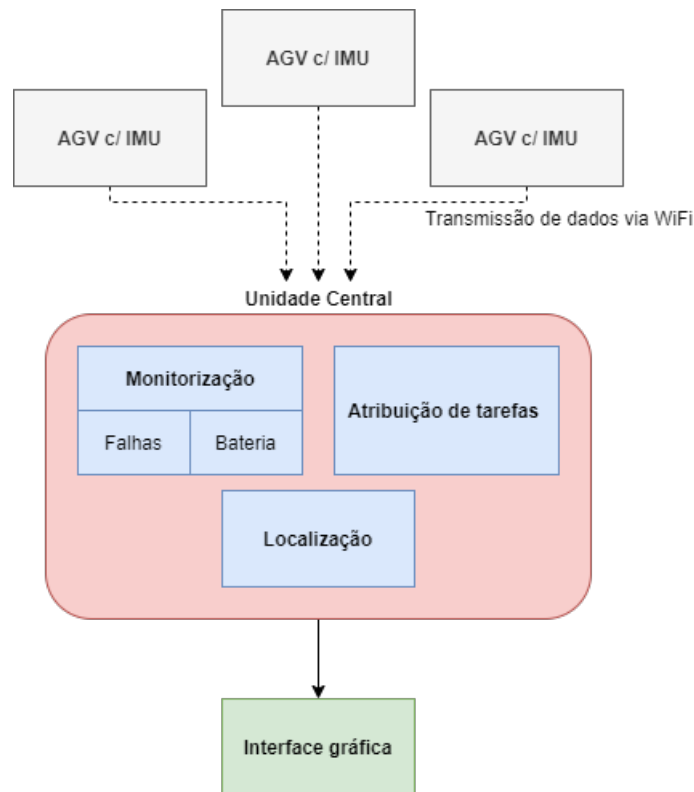 AGV c/ IMU
AGV c/ IMU
AGV c/ IMU
Transmissão de dados via WiFi
Unidade Central
Monitorização
Falhas
Bateria
Atribuição de tarefas
Localização
Interface gráfica